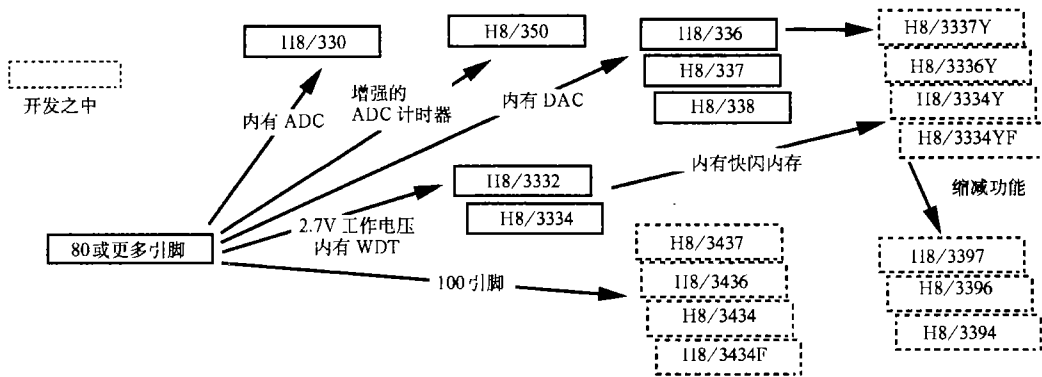 H8/330
H8/350
H8/336
H8/337
H8/338
H8/3337Y
H8/3336Y
H8/3334Y
H8/3334YF
开发之中
内有 ADC
增强的
ADC 计时器
内有 DAC
内有快闪内存
缩减功能
H8/3332
H8/3334
2.7V 工作电压
内有 WDT
80或更多引脚
100引脚
H8/3437
H8/3436
H8/3434
H8/3434F
H8/3397
H8/3396
H8/3394